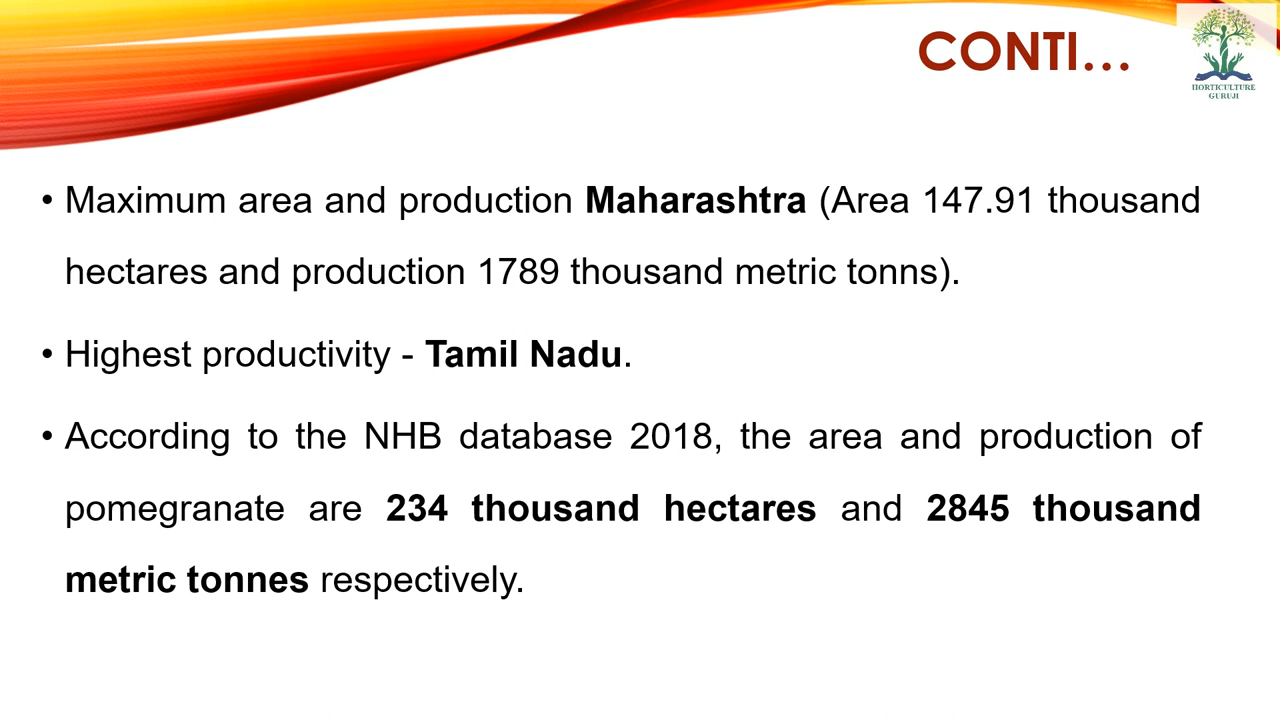 CONTI...
HORTICULTURE
GURUJI
• Maximum area and production Maharashtra (Area 147.91 thousand
hectares and production 1789 thousand metric tonns).
• Highest productivity - Tamil Nadu.
• According to the NHB database 2018, the area and production of
pomegranate are 234 thousand hectares and 2845 thousand
metric tonnes respectively.